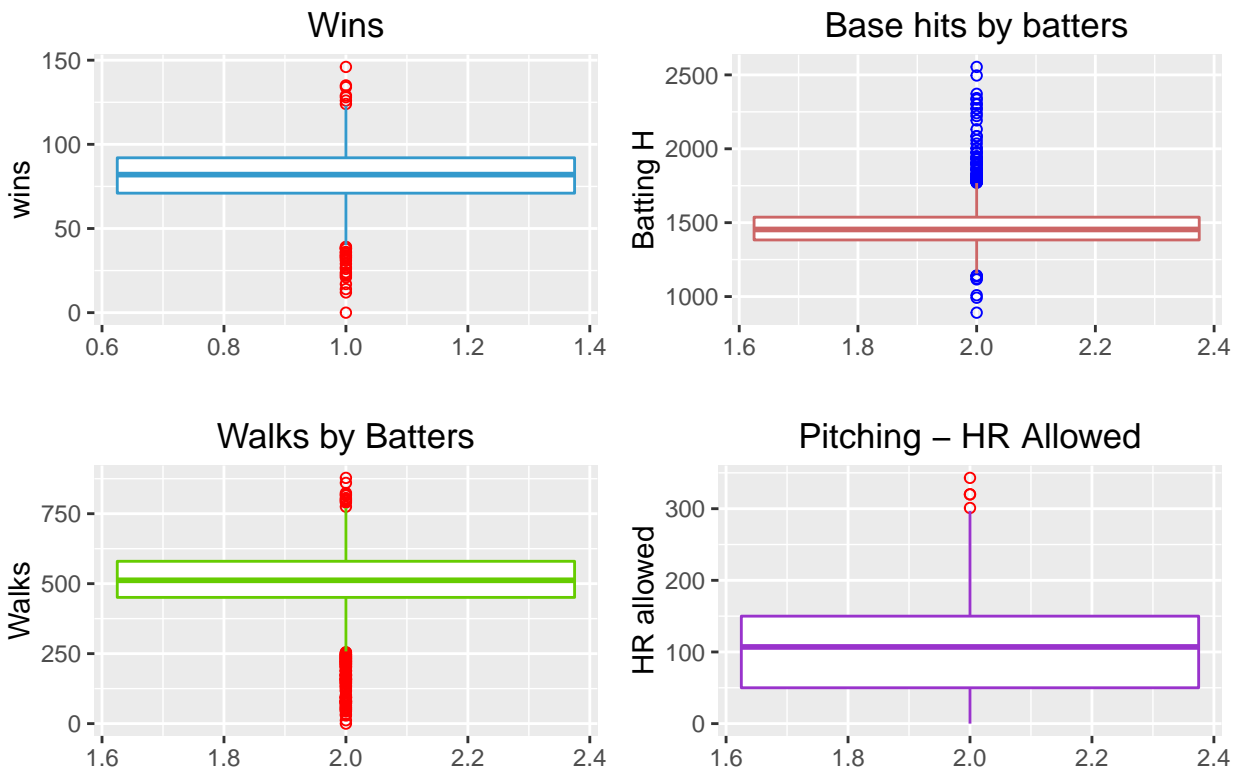 Wins
150
100
50
0
wins
0.6 0.8 1.0 1.2 1.4
Base hits by batters
2500
2000
1500
1000
Batting H
1.6 1.8 2.0 2.2 2.4
Walks by Batters
750
500
250
0
Walks
1.6 1.8 2.0 2.2 2.4
Pitching – HR Allowed
300
200
100
0
HR allowed
1.6 1.8 2.0 2.2 2.4